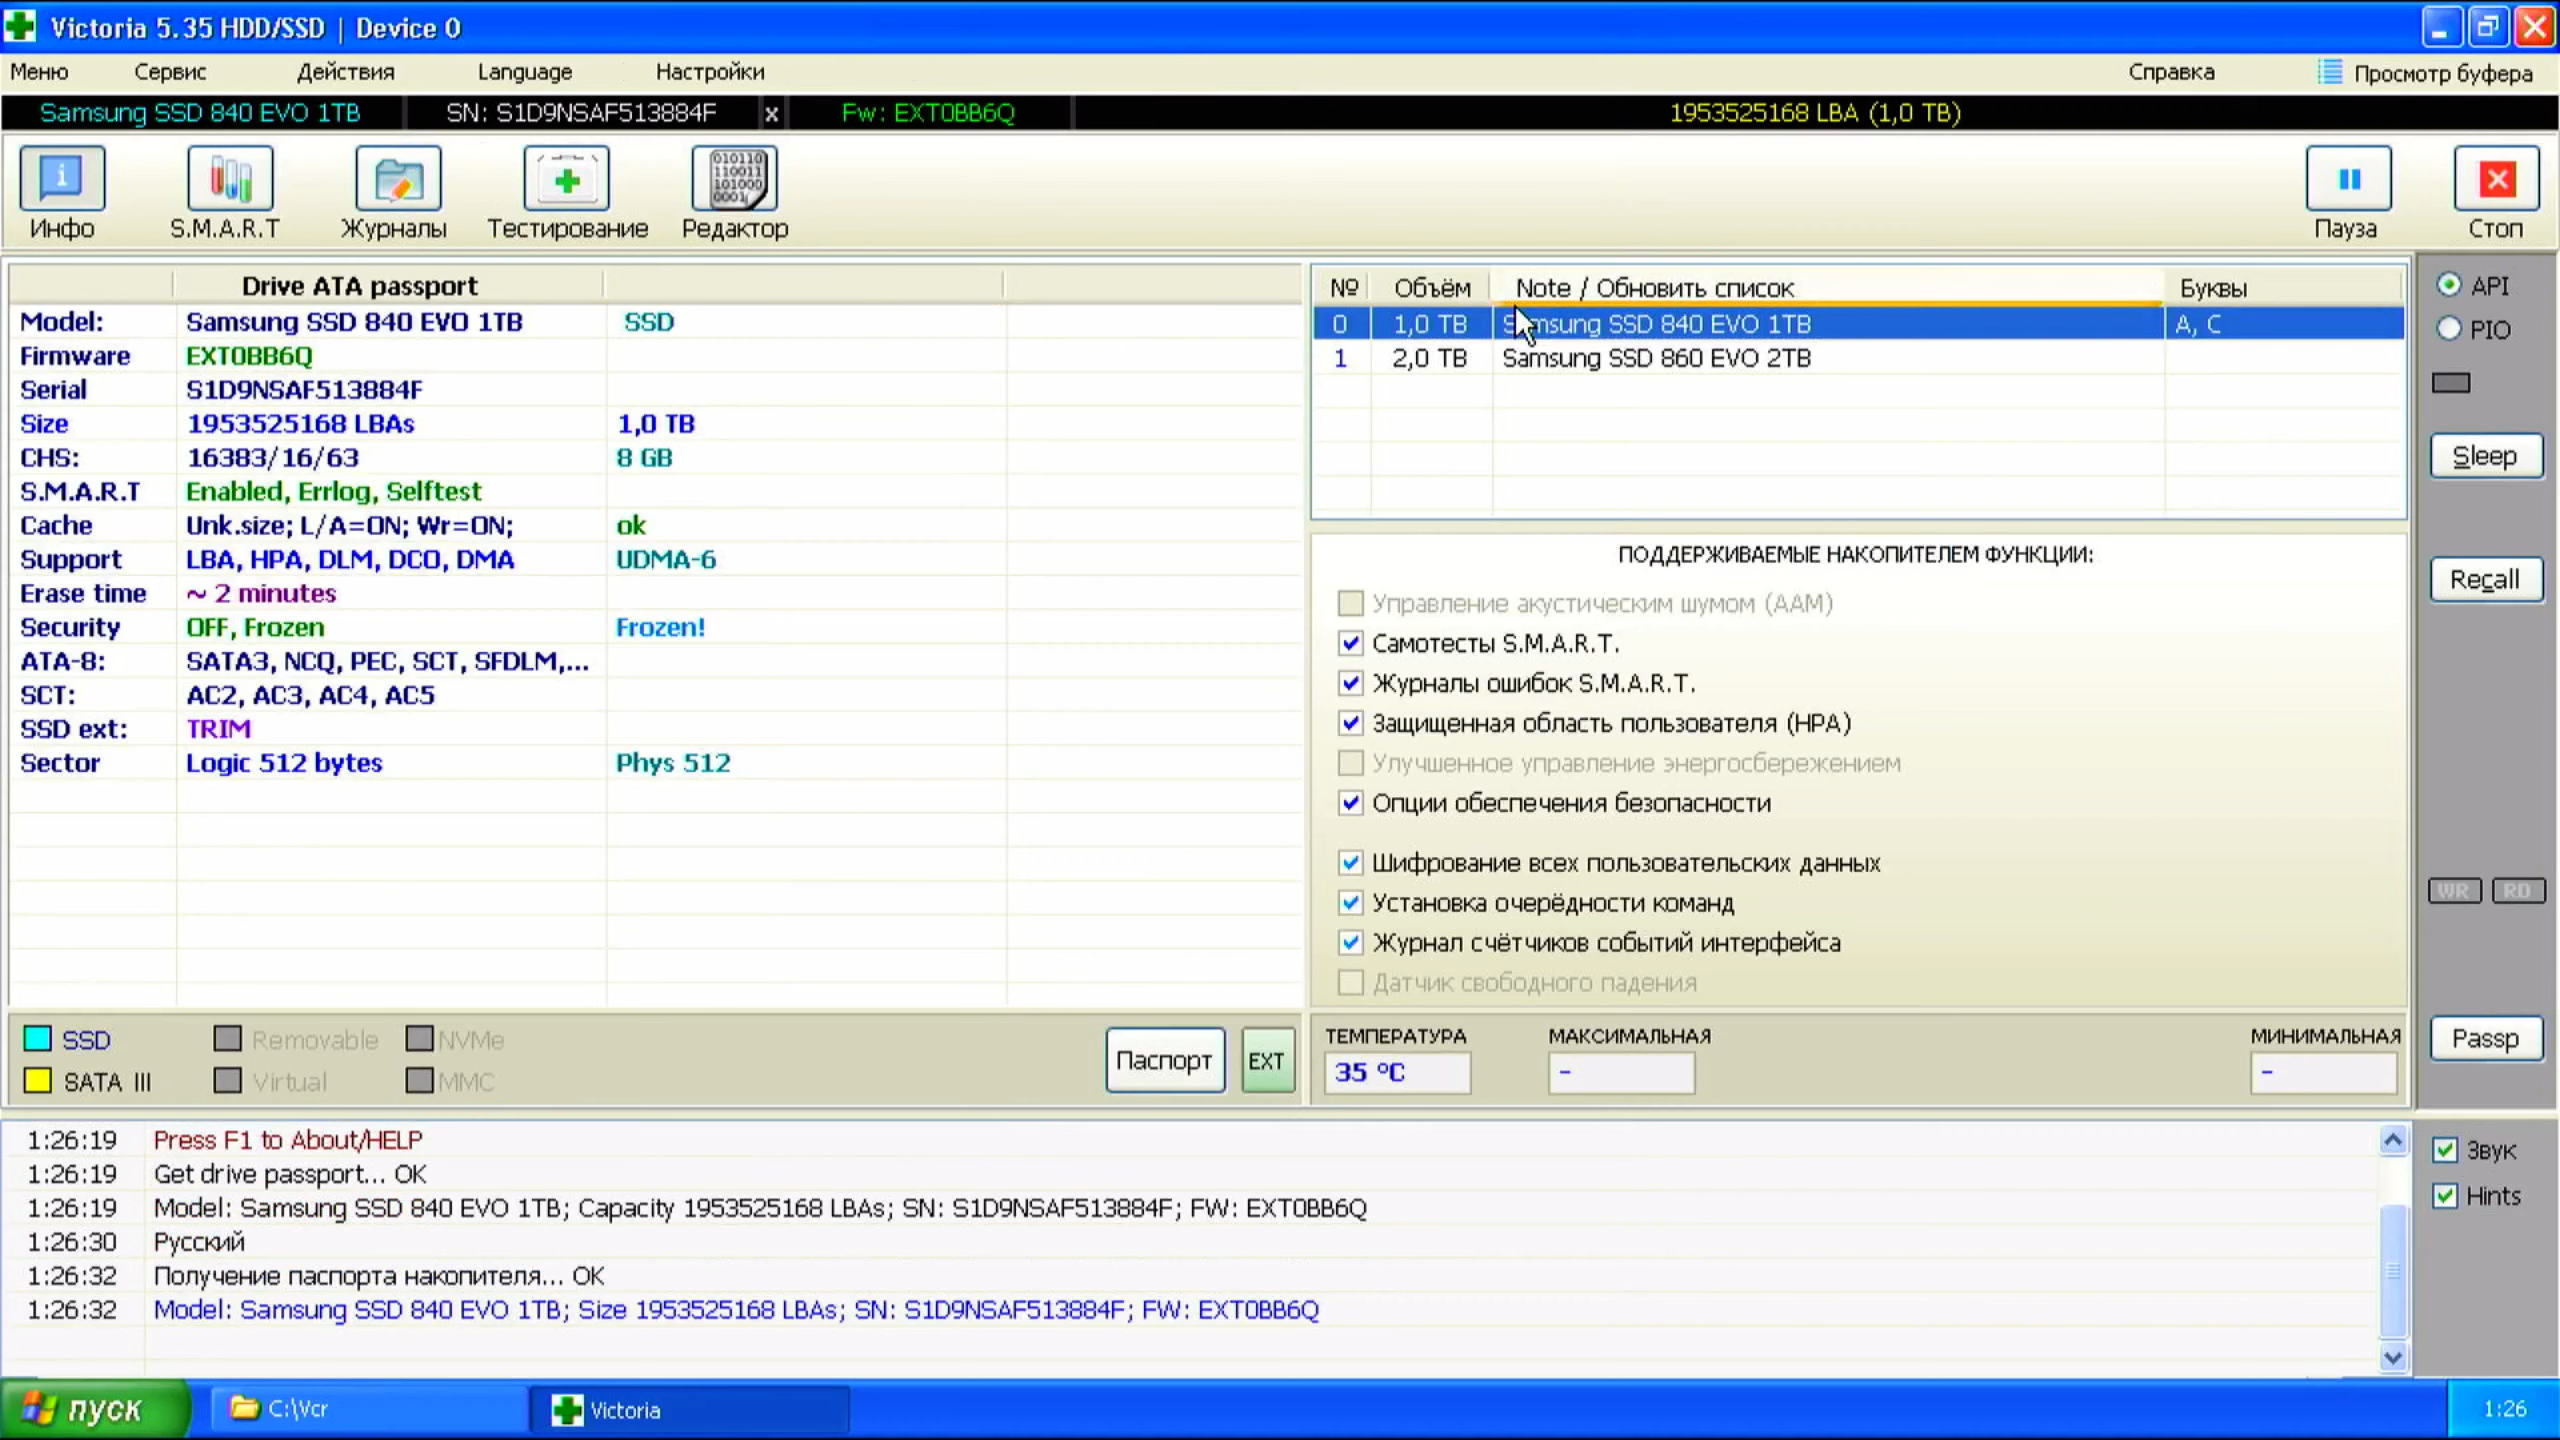 Victoria 5.35 HDD/SSD | Device 0
Меню Сервис Действия Language Настройки Справка Просмотр буфера
Samsung SSD 840 EVO 1TB SN: S1D9NSAF513884F x Fw: EXT0BB6Q 1953525168 LBA (1,0 TB)
Инфо S.M.A.R.T Журналы Тестирование Редактор Пауза Стоп
Drive ATA passport
Model: Samsung SSD 840 EVO 1TB SSD
Firmware EXT0BB6Q
Serial S1D9NSAF513884F
Size 1953525168 LBAs 1,0 TB
CHS: 16383/16/63 8 GB
S.M.A.R.T Enabled, Errlog, Selftest
Cache Unk.size; L/A=ON; Wr=ON; ok
Support LBA, HPA, DLM, DCO, DMA UDMA-6
Erase time ~ 2 minutes
Security OFF, Frozen Frozen!
ATA-8: SATA3, NCQ, PEC, SCT, SFDLM,...
SCT: AC2, AC3, AC4, AC5
SSD ext: TRIM
Sector Logic 512 bytes Phys 512
SSD Removable NVMe
SATA III Virtual MMC
Паспорт EXT
№ Объём Note / Обновить список Буквы
0 1,0 TB Samsung SSD 840 EVO 1TB A, C
1 2,0 TB Samsung SSD 860 EVO 2TB
ПОДДЕРЖИВАЕМЫЕ НАКОПИТЕЛЕМ ФУНКЦИИ:
Управление акустическим шумом (AAM)
Самотесты S.M.A.R.T.
Журналы ошибок S.M.A.R.T.
Защищенная область пользователя (HPA)
Улучшенное управление энергосбережением
Опции обеспечения безопасности
Шифрование всех пользовательских данных
Установка очерёдности команд
Журнал счётчиков событий интерфейса
Датчик свободного падения
ТЕМПЕРАТУРА МАКСИМАЛЬНАЯ МИНИМАЛЬНАЯ
35 °C - -
API
PIO
Sleep
Recall
WR RD
Passp
1:26:19 Press F1 to About/HELP
1:26:19 Get drive passport... OK
1:26:19 Model: Samsung SSD 840 EVO 1TB; Capacity 1953525168 LBAs; SN: S1D9NSAF513884F; FW: EXT0BB6Q
1:26:30 Русский
1:26:32 Получение паспорта накопителя... OK
1:26:32 Model: Samsung SSD 840 EVO 1TB; Size 1953525168 LBAs; SN: S1D9NSAF513884F; FW: EXT0BB6Q
Звук
Hints
пуск C:\Vcr Victoria 1:26